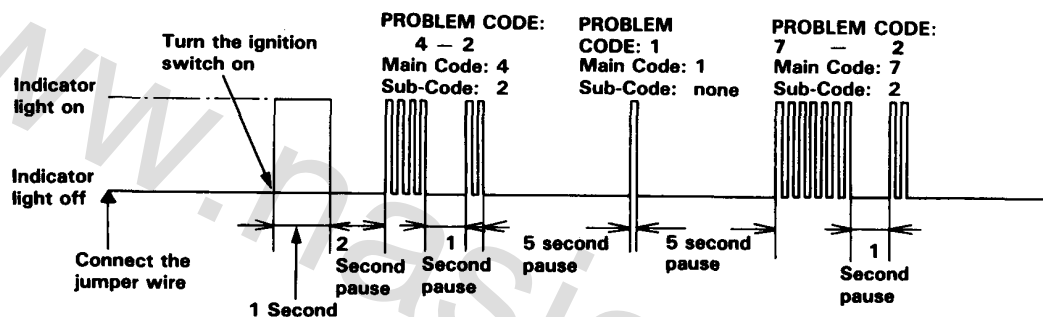 PROBLEM CODE:
4 – 2
Main Code: 4
Sub-Code: 2
PROBLEM
CODE: 1
Main Code: 1
Sub-Code: none
PROBLEM CODE:
7 – 2
Main Code: 7
Sub-Code: 2
Turn the ignition
switch on
Indicator
light on
Indicator
light off
Connect the
jumper wire
1 Second
2
Second
pause
1
Second
pause
5 second
pause
5 second
pause
1
Second
pause